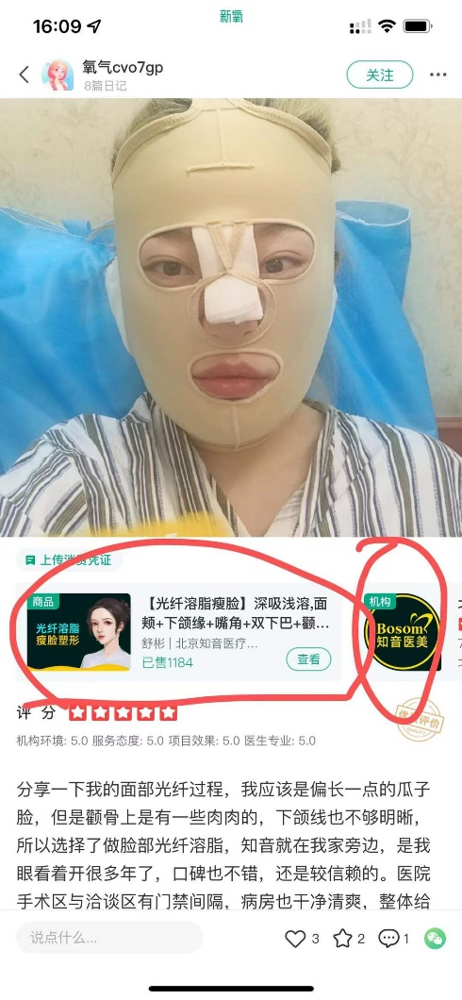 16:09
新氧
氧气cvo7gp
8篇日记
关注
上传消费凭证
商品
光纤溶脂
瘦脸塑形
【光纤溶脂瘦脸】深吸浅溶,面
颊+下颌缘+嘴角+双下巴+颧...
舒彬 | 北京知音医疗...
已售1184
查看
机构
Bosom
知音医美
评 分
机构环境: 5.0 服务态度: 5.0 项目效果: 5.0 医生专业: 5.0
优质评价
QUALITY
分享一下我的面部光纤过程，我应该是偏长一点的瓜子
脸，但是颧骨上是有一些肉肉的，下颌线也不够明晰，
所以选择了做脸部光纤溶脂，知音就在我家旁边，是我
眼看着开很多年了，口碑也不错，还是较信赖的。医院
手术区与洽谈区有门禁间隔，病房也干净清爽，整体给
说点什么...
3
2
1